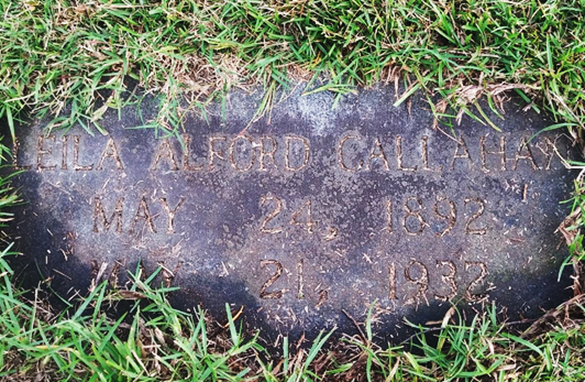 LEILA ALFORD CALLAHAN
MAY 24, 1892
21, 1932